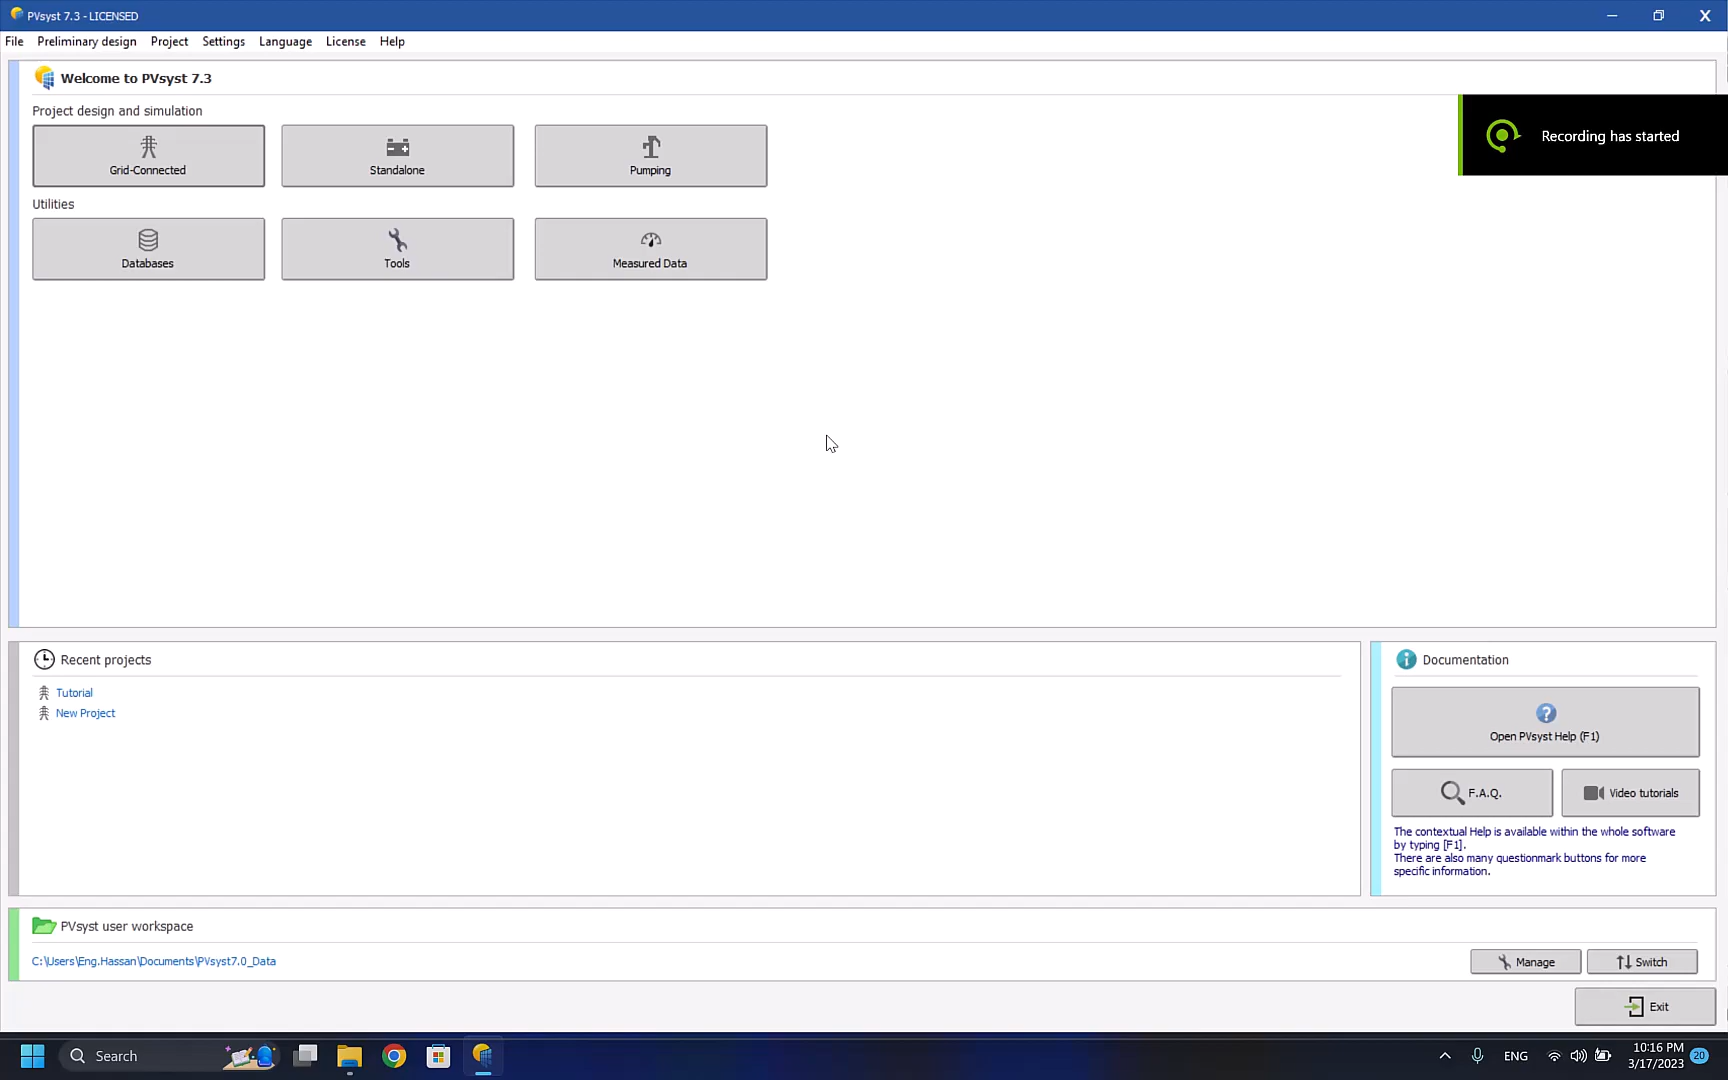 PVsyst 7.3 - LICENSED
File Preliminary design Project Settings Language License Help
Welcome to PVsyst 7.3
Project design and simulation
Grid-Connected
Standalone
Pumping
Recording has started
Utilities
Databases
Tools
Measured Data
Recent projects
Tutorial
New Project
Documentation
Open PVsyst Help (F1)
F.A.Q.
Video tutorials
The contextual Help is available within the whole software
by typing [F1].
There are also many questionmark buttons for more
specific information.
PVsyst user workspace
C:\Users\Eng.Hassan\Documents\PVsyst7.0_Data
Manage
Switch
Exit
Search
ENG
10:16 PM
3/17/2023
20